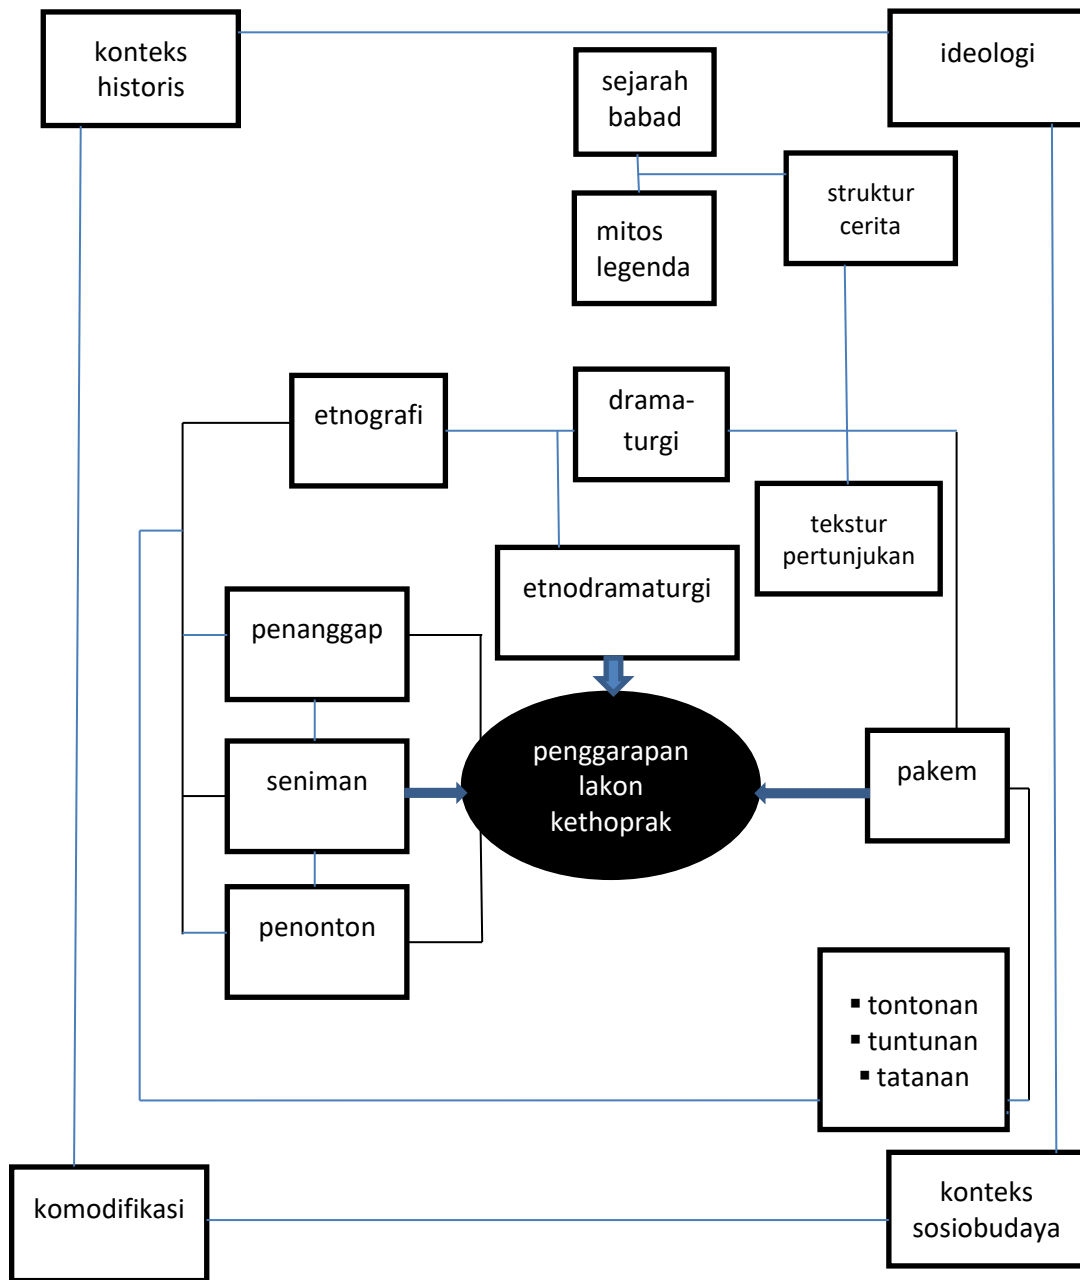 konteks
historis
ideologi
sejarah
babad
struktur
cerita
mitos
legenda
etnografi
drama-
turgi
tekstur
pertunjukan
etnodramaturgi
penanggap
penggarapan
lakon
kethoprak
seniman
pakem
penonton
▪ tontonan
▪ tuntunan
▪ tatanan
komodifikasi
konteks
sosiobudaya